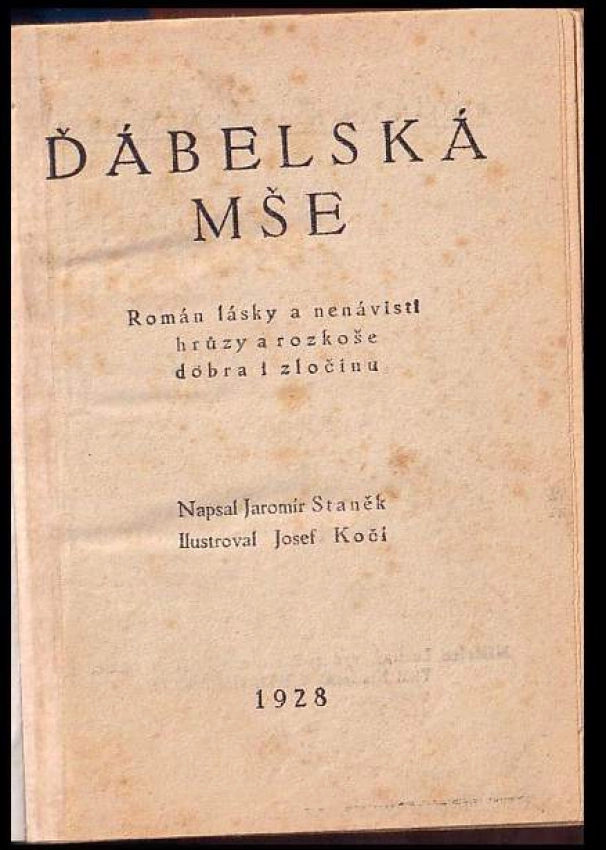 ĎÁBELSKÁ
MŠE
Román lásky a nenávisti
hrůzy a rozkoše
dobra i zločinu
Napsal Jaromír Staněk
Ilustroval Josef Kočí
1928